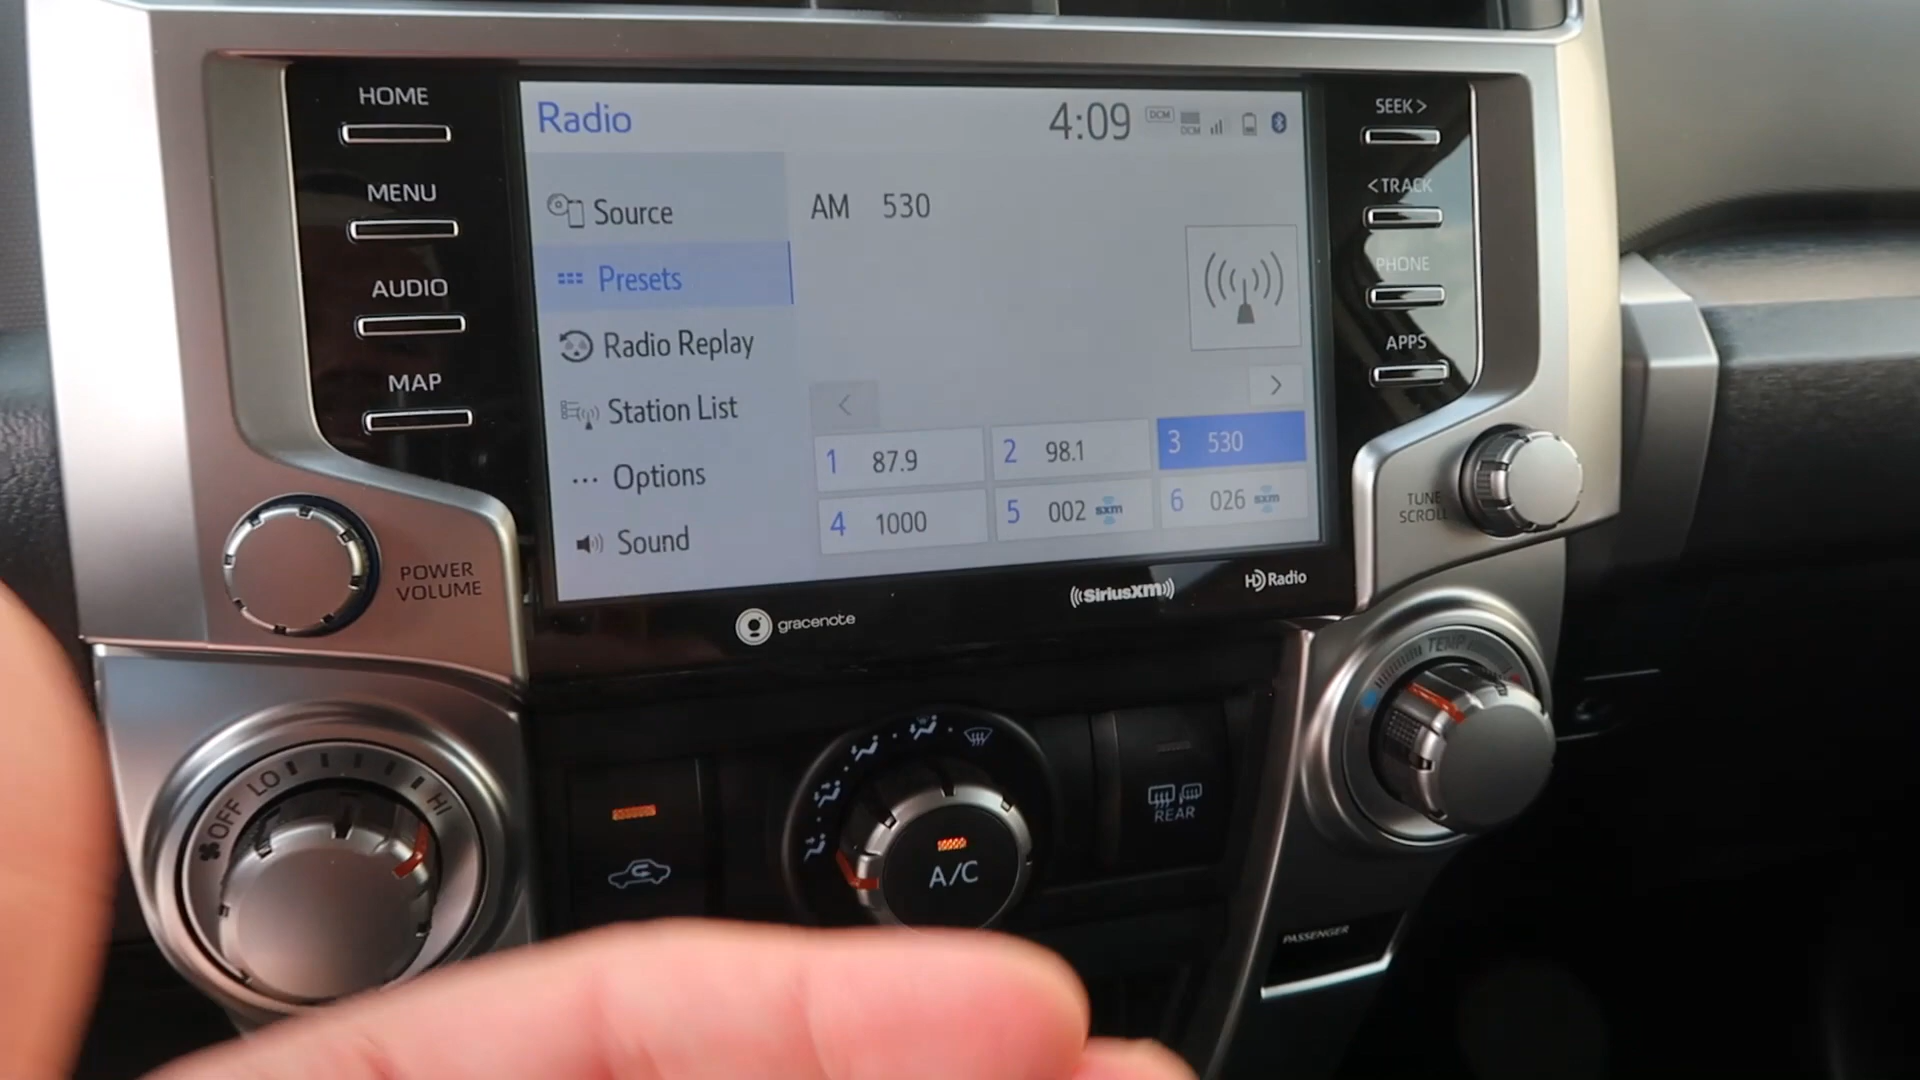 HOME
MENU
AUDIO
MAP
POWER
VOLUME
Radio
4:09
DCM
DCM
Source
Presets
Radio Replay
Station List
··· Options
Sound
AM 530
<
>
1 87.9
2 98.1
3 530
4 1000
5 002 sxm
6 026 sxm
gracenote
((SiriusXM))
HD Radio
SEEK >
< TRACK
PHONE
APPS
TUNE
SCROLL
OFF LO HI
A/C
REAR
TEMP
PASSENGER